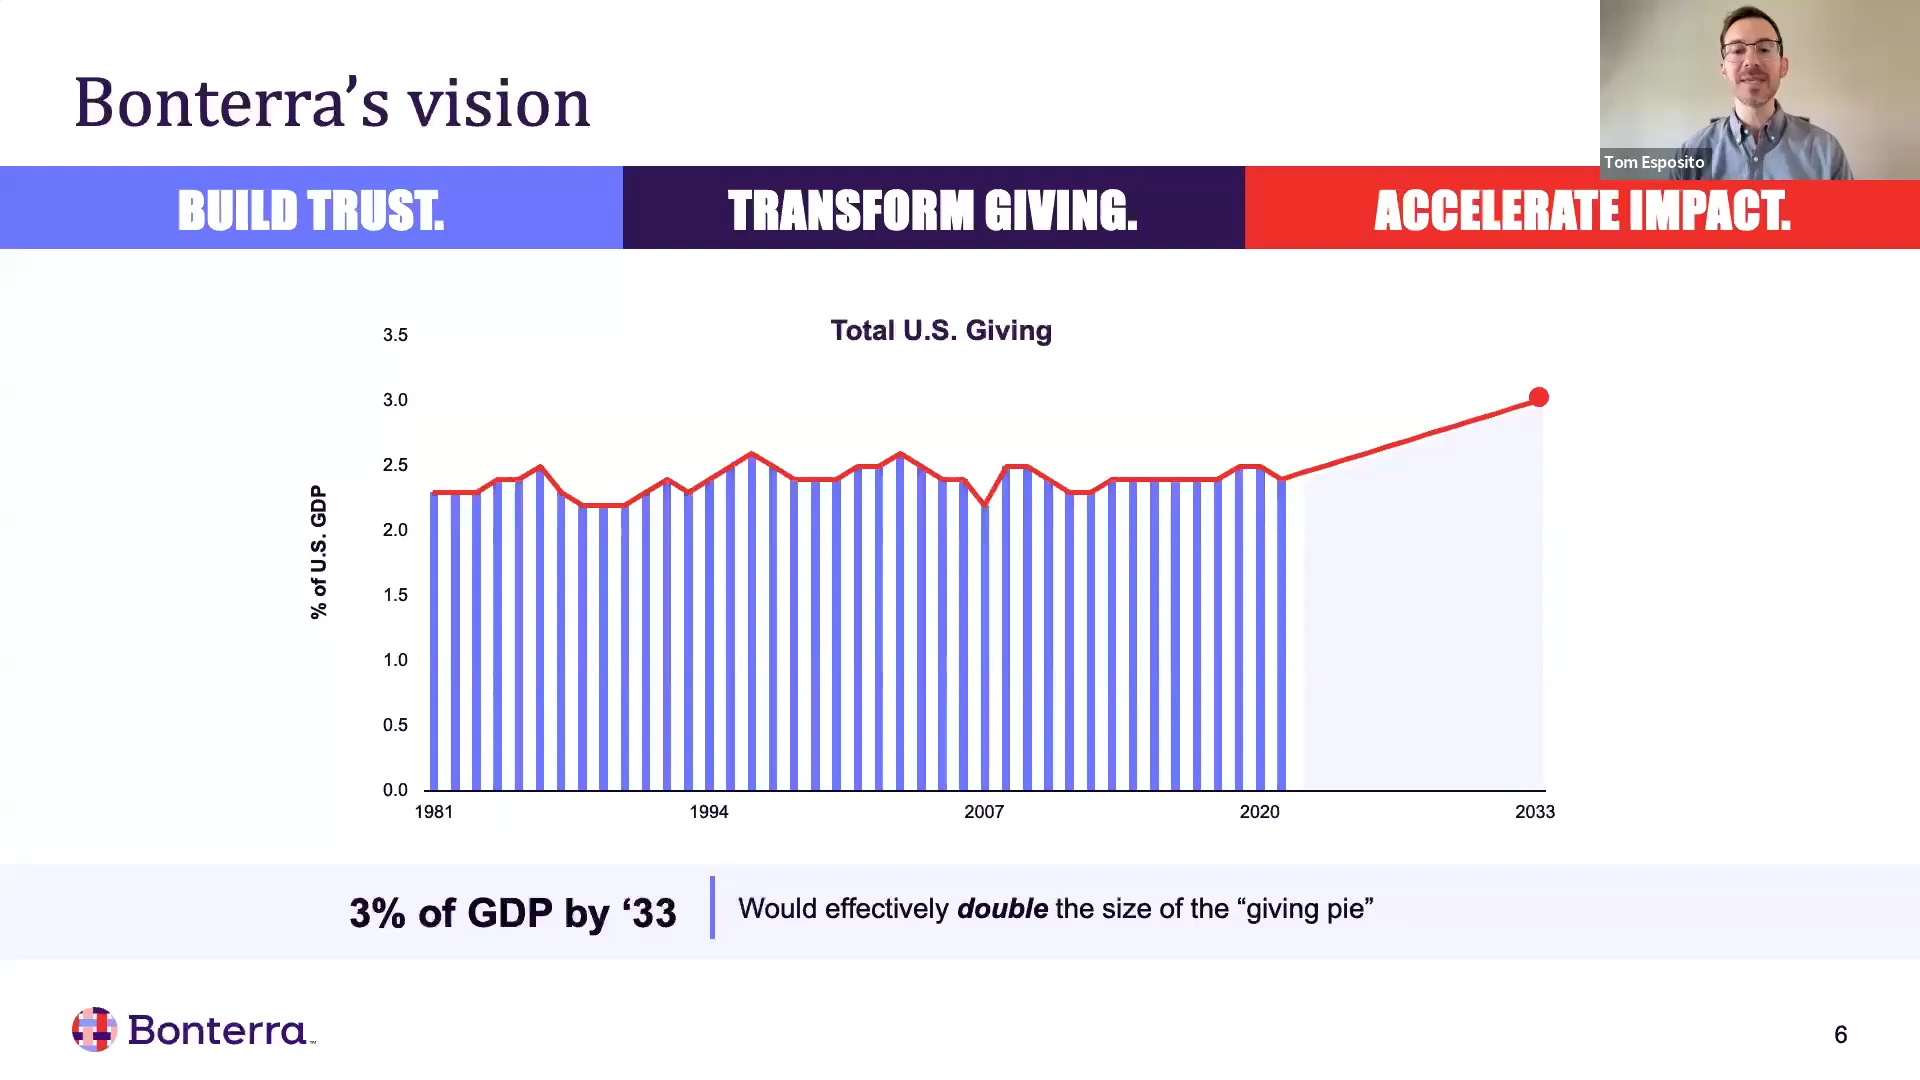 Bonterra’s vision
Tom Esposito
BUILD TRUST.
TRANSFORM GIVING.
ACCELERATE IMPACT.
Total U.S. Giving
% of U.S. GDP
3.5
3.0
2.5
2.0
1.5
1.0
0.5
0.0
1981
1994
2007
2020
2033
3% of GDP by ‘33
Would effectively double the size of the “giving pie”
Bonterra™
6